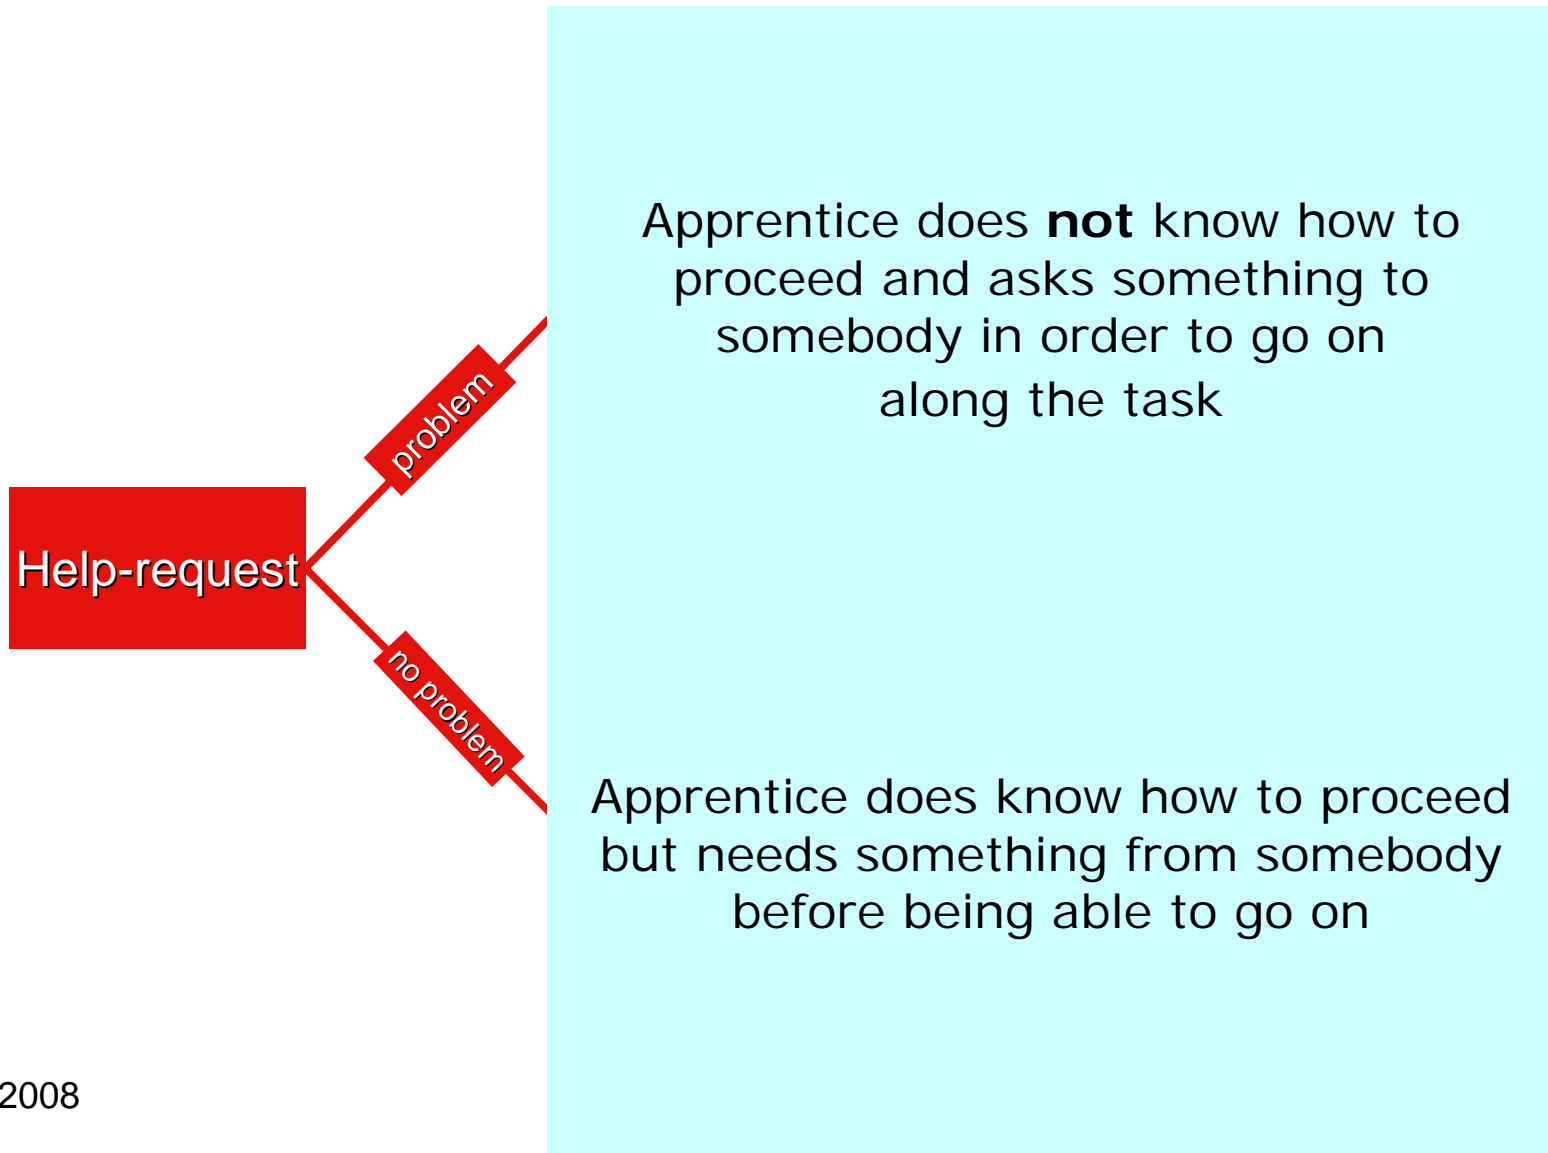 Apprentice does not know how to
proceed and asks something to
somebody in order to go on
along the task
problem
Help-request
no problem
Apprentice does know how to proceed
but needs something from somebody
before being able to go on
2008